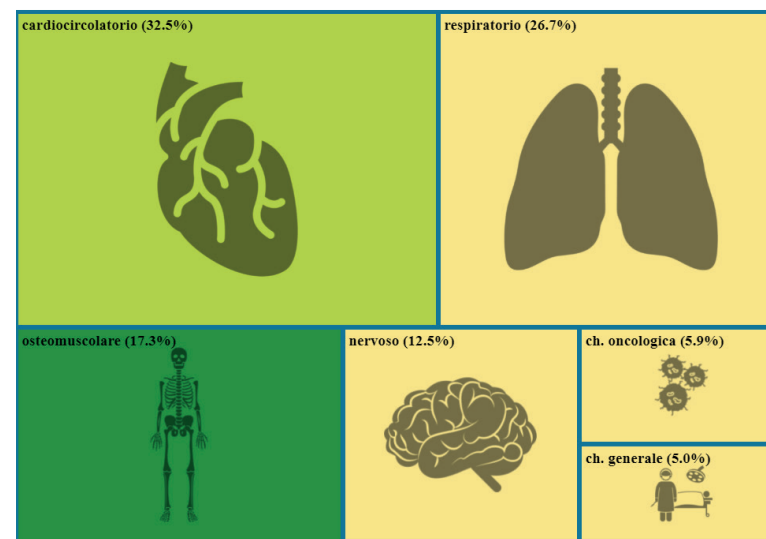 cardiocircolatorio (32.5%)
respiratorio (26.7%)
osteomuscolare (17.3%)
nervoso (12.5%)
ch. oncologica (5.9%)
ch. generale (5.0%)